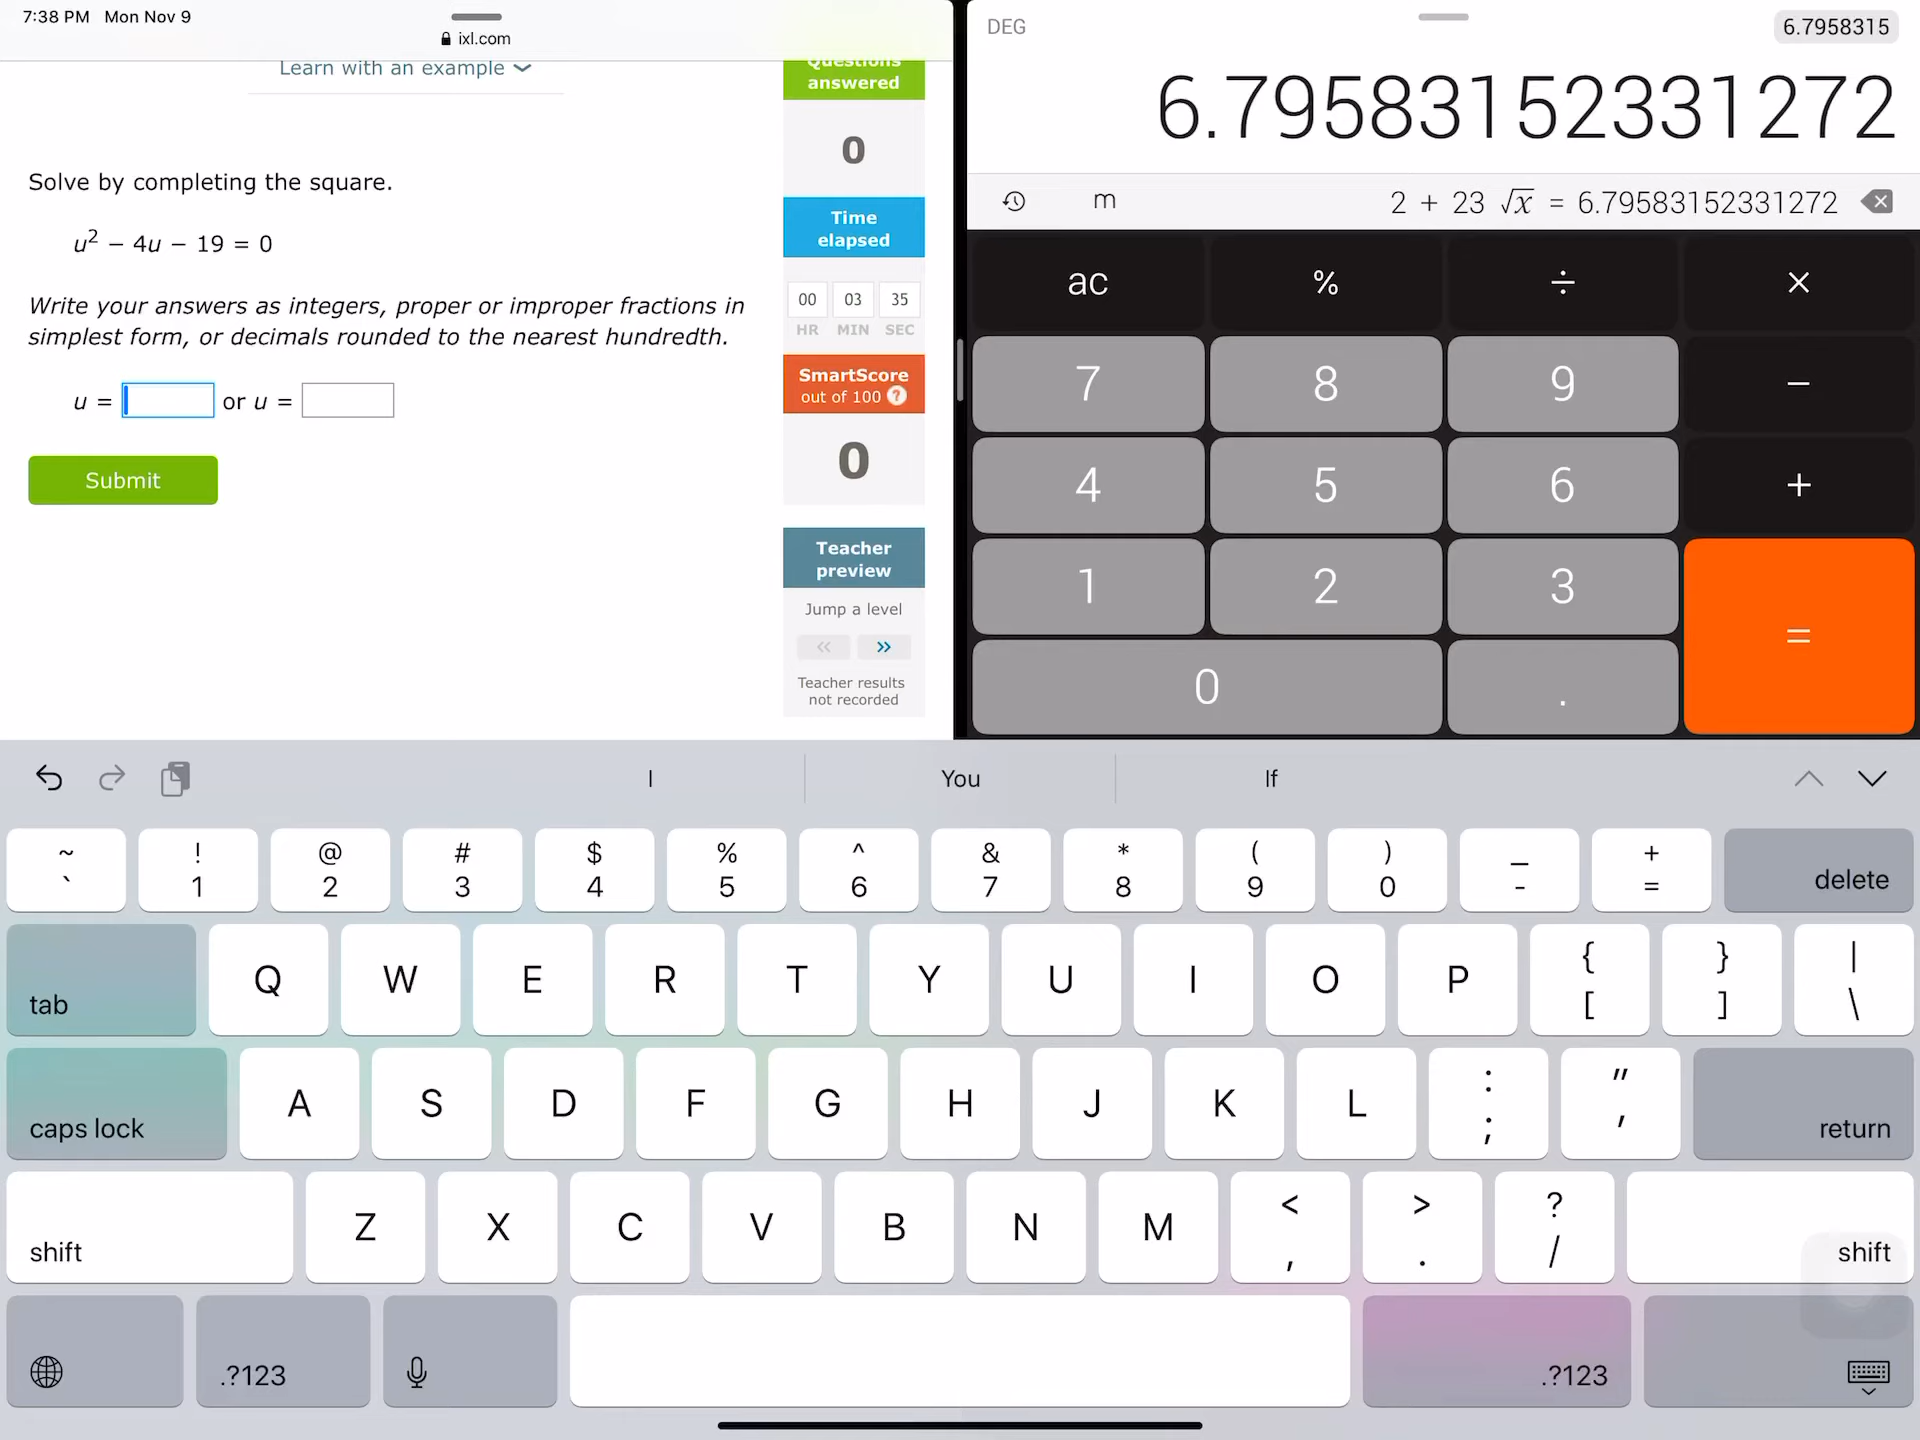 7:38 PM Mon Nov 9
ixl.com
Learn with an example
Solve by completing the square.
u² − 4u − 19 = 0
Write your answers as integers, proper or improper fractions in
simplest form, or decimals rounded to the nearest hundredth.
u = or u =
Submit
Questions
answered
0
Time
elapsed
00 03 35
HR MIN SEC
SmartScore
out of 100 ?
0
Teacher
preview
Jump a level
<< >>
Teacher results
not recorded
DEG 6.7958315
6.79583152331272
m 2 + 23 √x = 6.79583152331272
ac % ÷ ×
7 8 9 −
4 5 6 +
1 2 3 =
0 .
I You If
~ ! @ # $ % ^ & * ( ) _ +
` 1 2 3 4 5 6 7 8 9 0 - = delete
tab Q W E R T Y U I O P { [ } ] | \
caps lock A S D F G H J K L : ; " ' return
shift Z X C V B N M < , > . ? / shift
.?123 .?123